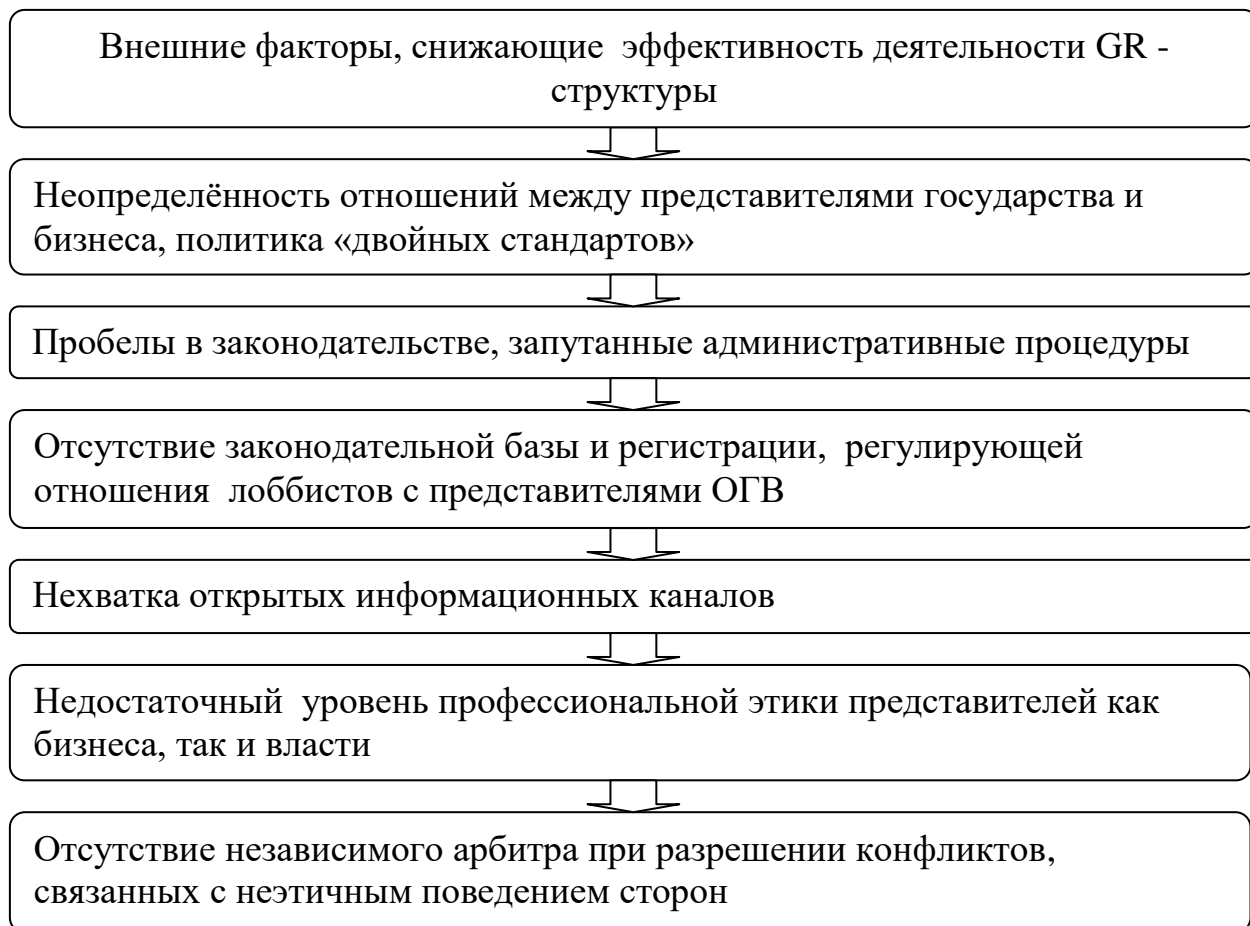 Внешние факторы, снижающие эффективность деятельности GR -
структуры
Неопределённость отношений между представителями государства и
бизнеса, политика «двойных стандартов»
Пробелы в законодательстве, запутанные административные процедуры
Отсутствие законодательной базы и регистрации, регулирующей
отношения лоббистов с представителями ОГВ
Нехватка открытых информационных каналов
Недостаточный уровень профессиональной этики представителей как
бизнеса, так и власти
Отсутствие независимого арбитра при разрешении конфликтов,
связанных с неэтичным поведением сторон